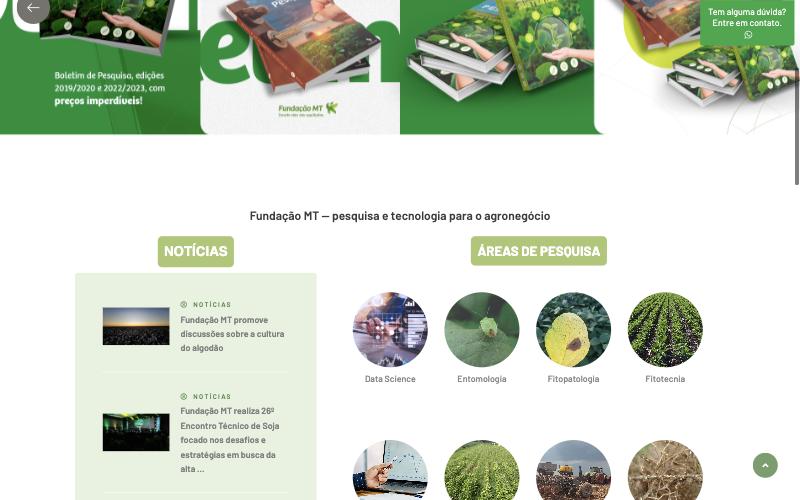 Tem alguma dúvida?
Entre em contato.
Boletim de Pesquisa, edições
2019/2020 e 2022/2023, com
preços imperdíveis!
Fundação MT
Fundação MT — pesquisa e tecnologia para o agronegócio
NOTÍCIAS
ÁREAS DE PESQUISA
NOTÍCIAS
Fundação MT promove
discussões sobre a cultura
do algodão
Data Science
Entomologia
Fitopatologia
Fitotecnia
NOTÍCIAS
Fundação MT realiza 26º
Encontro Técnico de Soja
focado nos desafios e
estratégias em busca da
alta ...